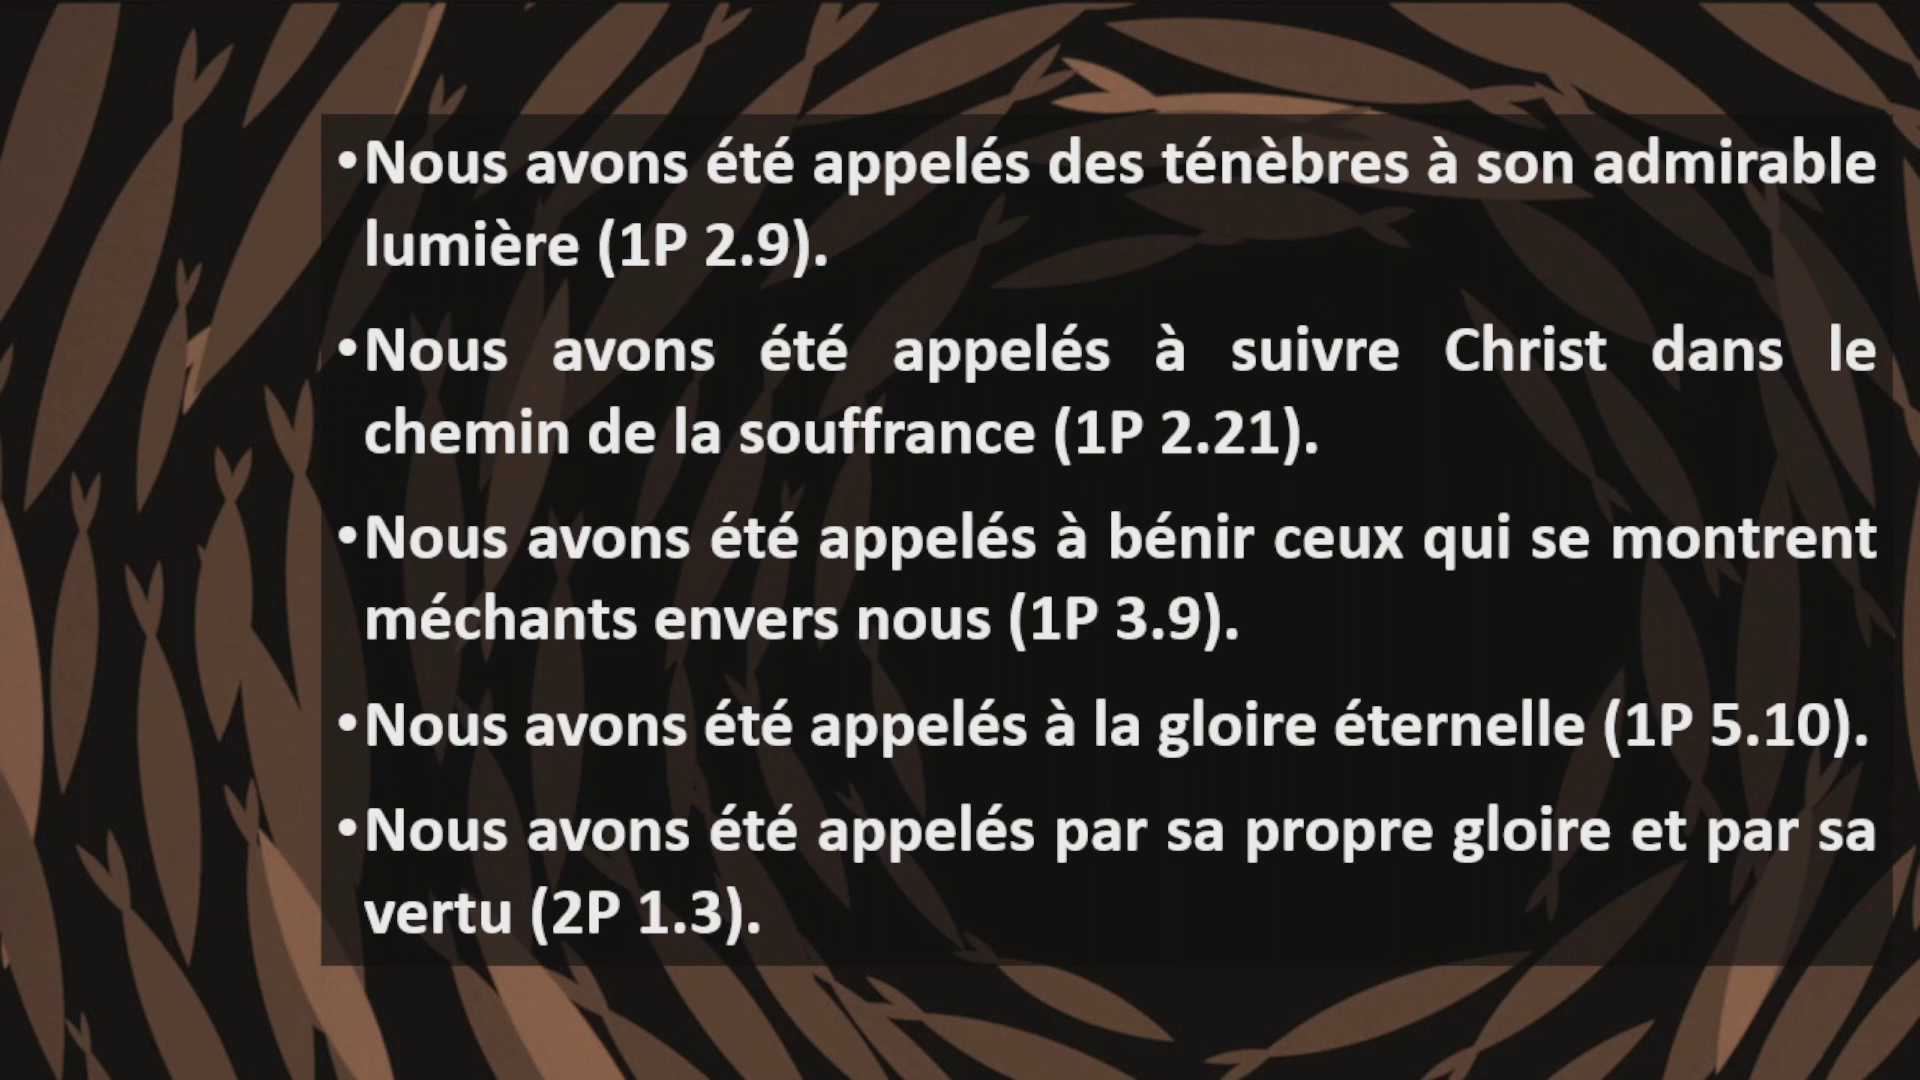 •Nous avons été appelés des ténèbres à son admirable
lumière (1P 2.9).
•Nous avons été appelés à suivre Christ dans le
chemin de la souffrance (1P 2.21).
•Nous avons été appelés à bénir ceux qui se montrent
méchants envers nous (1P 3.9).
•Nous avons été appelés à la gloire éternelle (1P 5.10).
•Nous avons été appelés par sa propre gloire et par sa
vertu (2P 1.3).